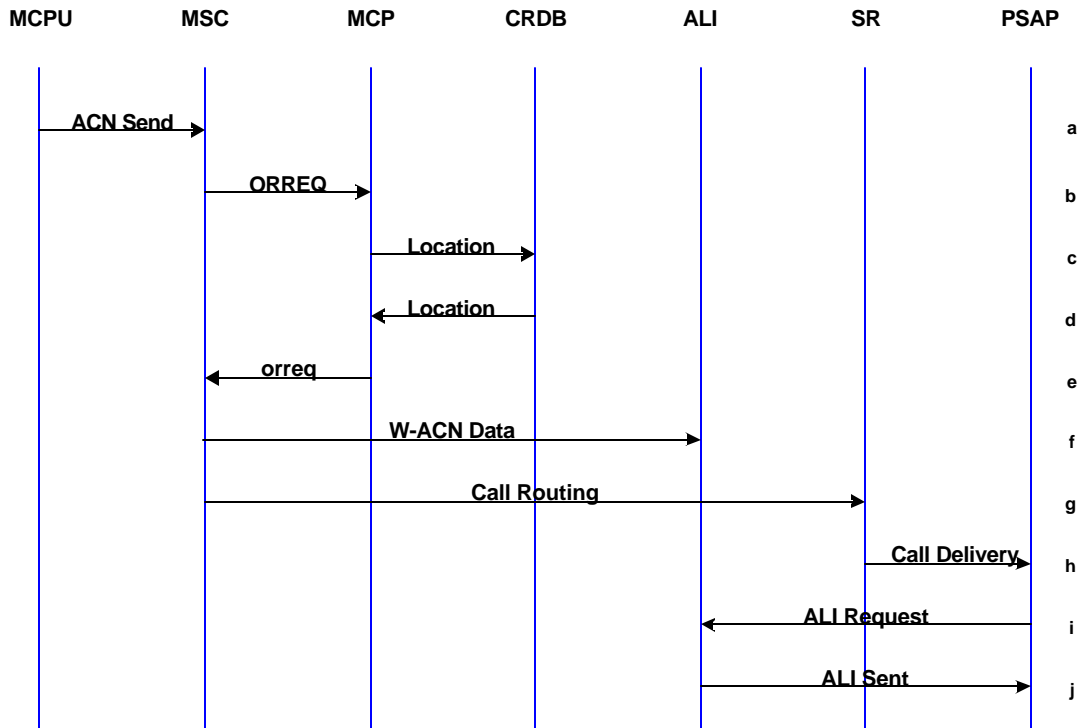 MCPU MSC MCP CRDB ALI SR PSAP
ACN Send a
ORREQ b
Location c
Location d
orreq e
W-ACN Data f
Call Routing g
Call Delivery h
ALI Request i
ALI Sent j